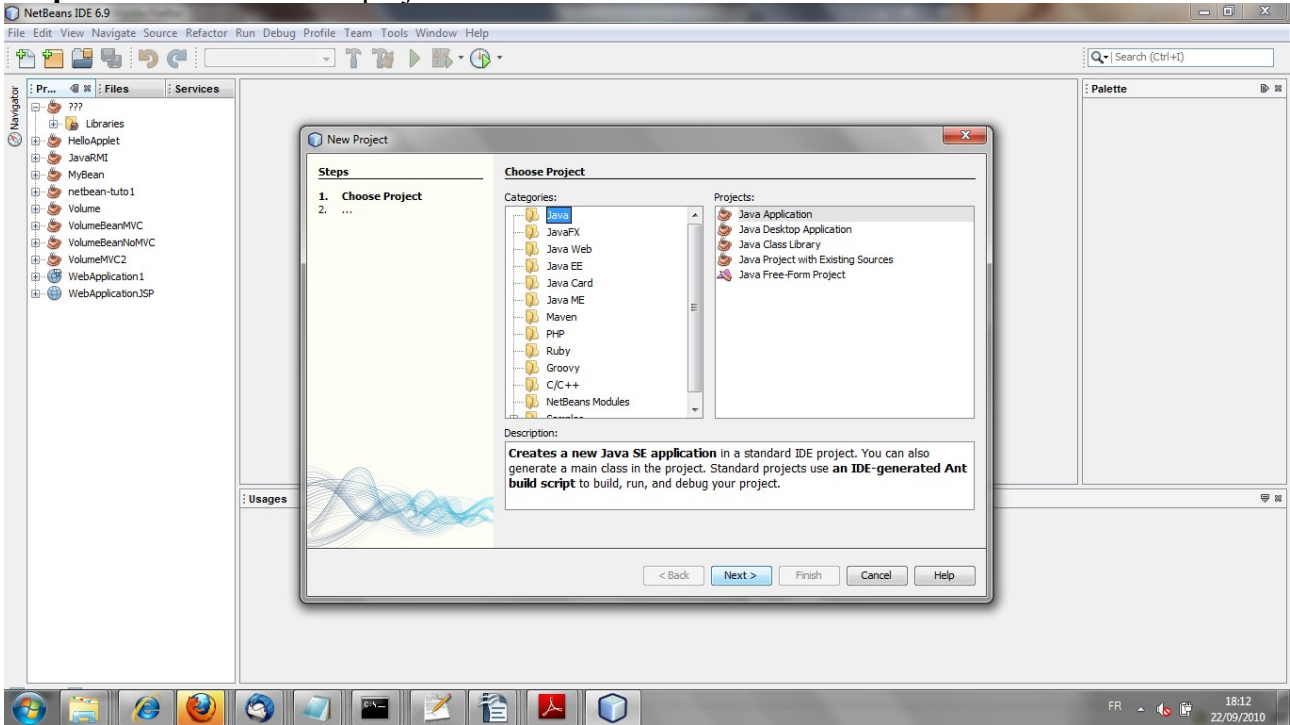 NetBeans IDE 6.9
File Edit View Navigate Source Refactor Run Debug Profile Team Tools Window Help
Search (Ctrl+I)
Pr... Files Services
Palette
Navigator
???
Libraries
HelloApplet
JavaRMI
MyBean
netbean-tuto1
Volume
VolumeBeanMVC
VolumeBeanNoMVC
VolumeMVC2
WebApplication1
WebApplicationJSP
New Project
Steps
1. Choose Project
2. ...
Choose Project
Categories:
Java
JavaFX
Java Web
Java EE
Java Card
Java ME
Maven
PHP
Ruby
Groovy
C/C++
NetBeans Modules
Samples
Projects:
Java Application
Java Desktop Application
Java Class Library
Java Project with Existing Sources
Java Free-Form Project
Description:
Creates a new Java SE application in a standard IDE project. You can also
generate a main class in the project. Standard projects use an IDE-generated Ant
build script to build, run, and debug your project.
< Back Next > Finish Cancel Help
Usages
FR
18:12
22/09/2010